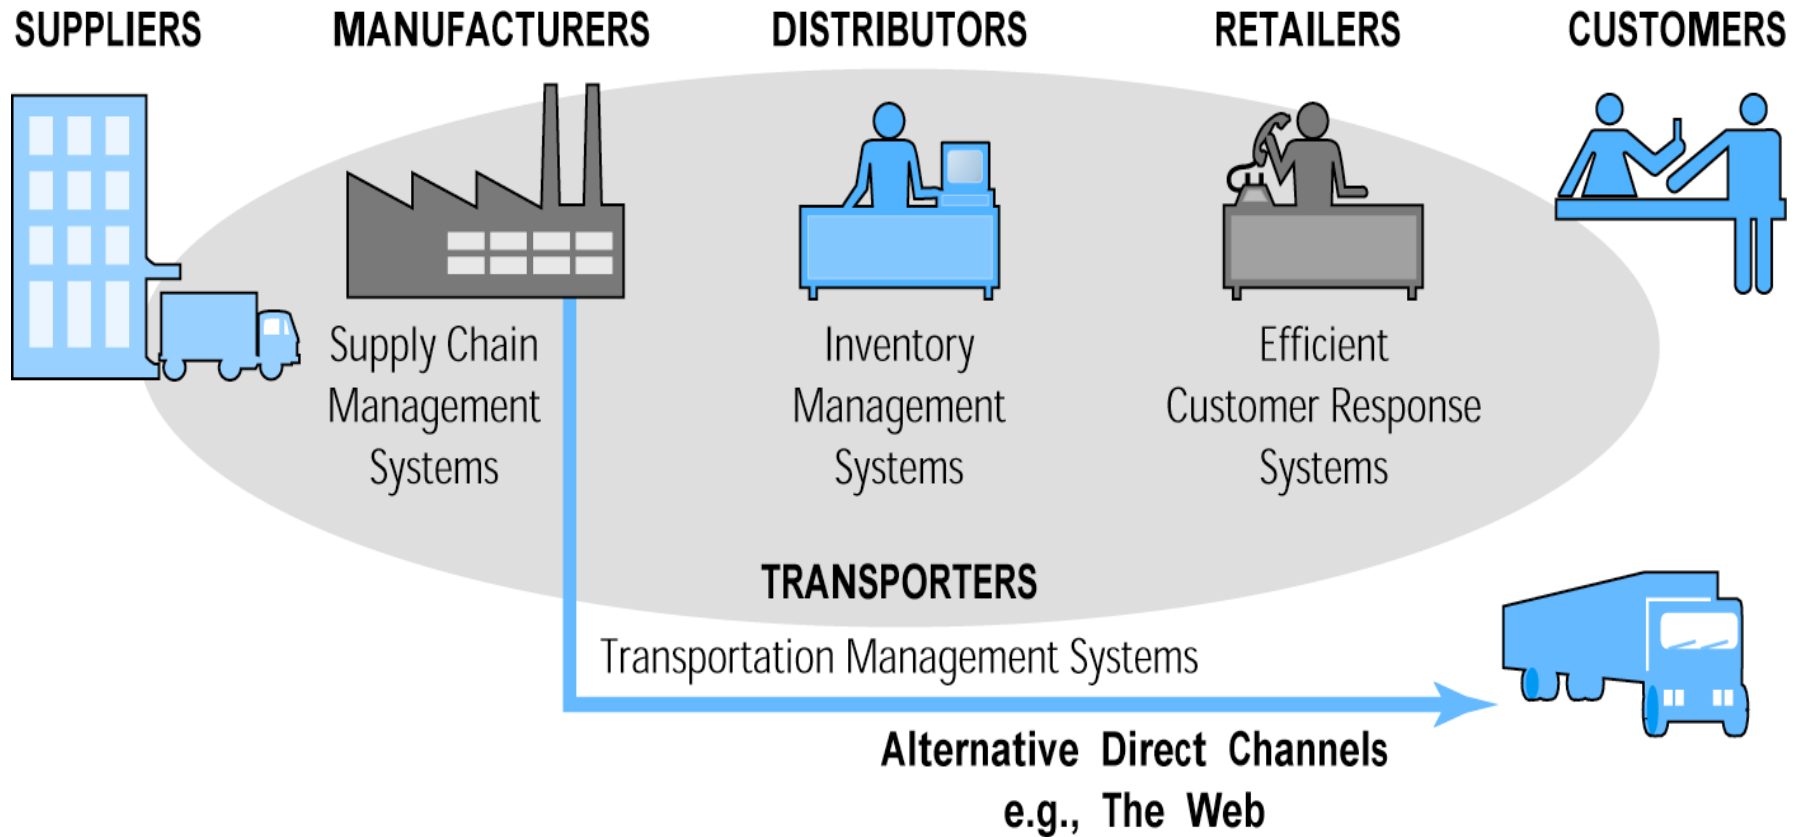 SUPPLIERS MANUFACTURERS DISTRIBUTORS RETAILERS CUSTOMERS
Supply Chain
Management
Systems
Inventory
Management
Systems
Efficient
Customer Response
Systems
TRANSPORTERS
Transportation Management Systems
Alternative Direct Channels
e.g., The Web